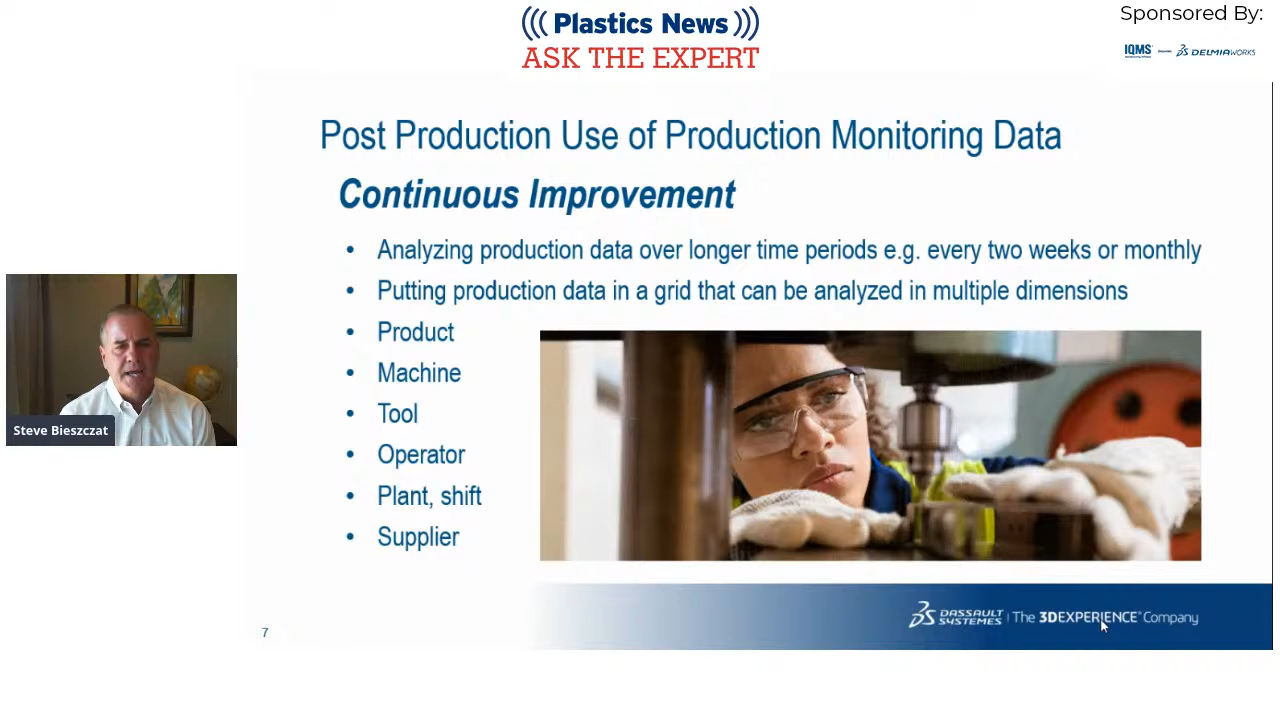 Plastics News
ASK THE EXPERT
Sponsored By:
IQMS
DELMIAWORKS
Post Production Use of Production Monitoring Data
Continuous Improvement
• Analyzing production data over longer time periods e.g. every two weeks or monthly
• Putting production data in a grid that can be analyzed in multiple dimensions
• Product
• Machine
• Tool
• Operator
• Plant, shift
• Supplier
Steve Bieszczat
7
DASSAULT SYSTEMES | The 3DEXPERIENCE® Company